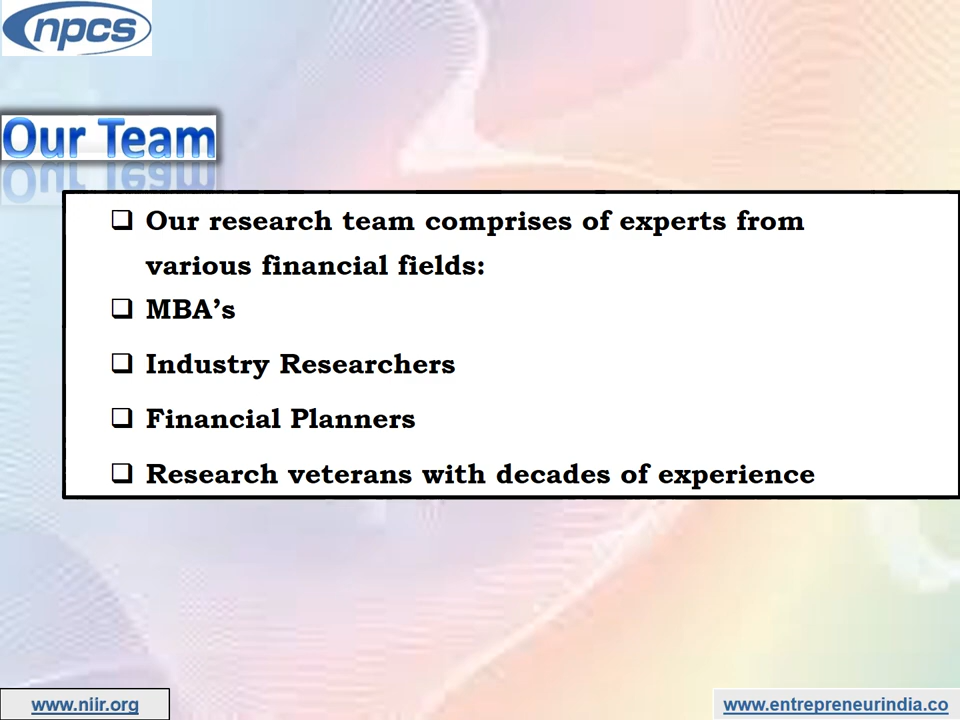 npcs
Our Team
❑ Our research team comprises of experts from
various financial fields:
❑ MBA’s
❑ Industry Researchers
❑ Financial Planners
❑ Research veterans with decades of experience
www.niir.org
www.entrepreneurindia.co